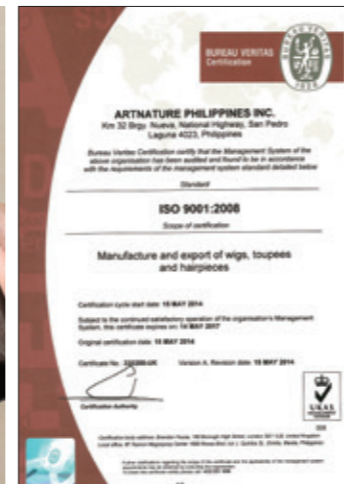 BUREAU VERITAS
Certification
ARTNATURE PHILIPPINES INC.
Km 32 Brgy. Nueva, National Highway, San Pedro
Laguna 4023, Philippines
Bureau Veritas Certification certify that the Management System of the
above organisation has been audited and found to be in accordance
with the requirements of the management system standard detailed below
Standard
ISO 9001:2008
Scope of certification
Manufacture and export of wigs, toupees
and hairpieces
Certification cycle start date: 15 MAY 2014
Subject to the continued satisfactory operation of the organisation's Management
System, this certificate expires on: 14 MAY 2017
Original certification date: 15 MAY 2014
Certificate No. Version A, Revision date: 15 MAY 2014
Certification Authority
UKAS
008